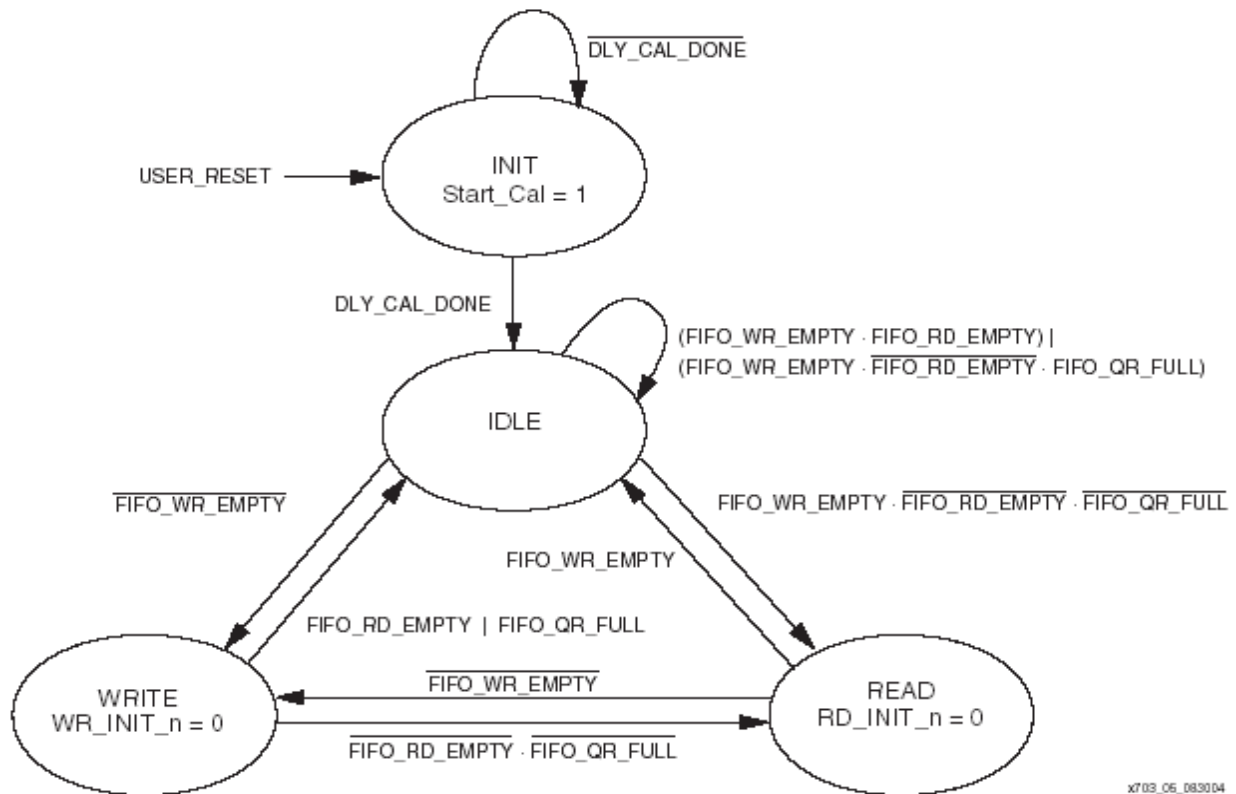 DLY_CAL_DONE
INIT
Start_Cal = 1
USER_RESET
DLY_CAL_DONE
(FIFO_WR_EMPTY · FIFO_RD_EMPTY) |
(FIFO_WR_EMPTY · FIFO_RD_EMPTY · FIFO_QR_FULL)
IDLE
FIFO_WR_EMPTY
FIFO_WR_EMPTY · FIFO_RD_EMPTY · FIFO_QR_FULL
FIFO_WR_EMPTY
FIFO_RD_EMPTY | FIFO_QR_FULL
FIFO_WR_EMPTY
WRITE
WR_INIT_n = 0
READ
RD_INIT_n = 0
FIFO_RD_EMPTY · FIFO_QR_FULL
x703_05_083004